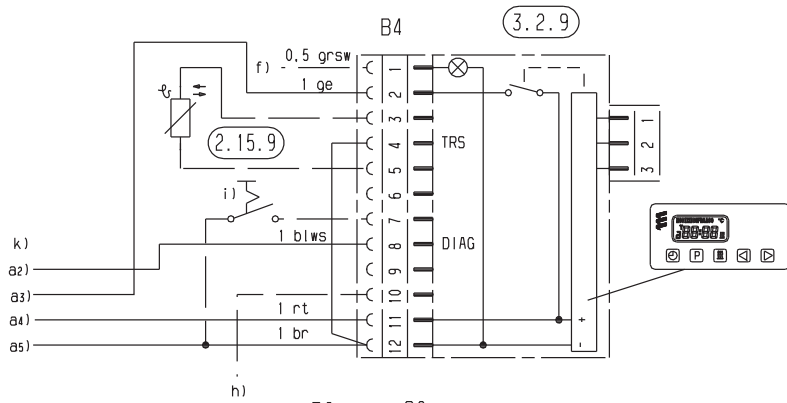 B4
3.2.9
f)
0,5 grsw
1 ge
1
2
3
4
5
6
7
8
9
10
11
12
TRS
DIAG
1
2
3
2.15.9
i)
k)
1 blws
a2)
a3)
a4)
1 rt
a5)
1 br
h)
+
-
°C
88:88
P